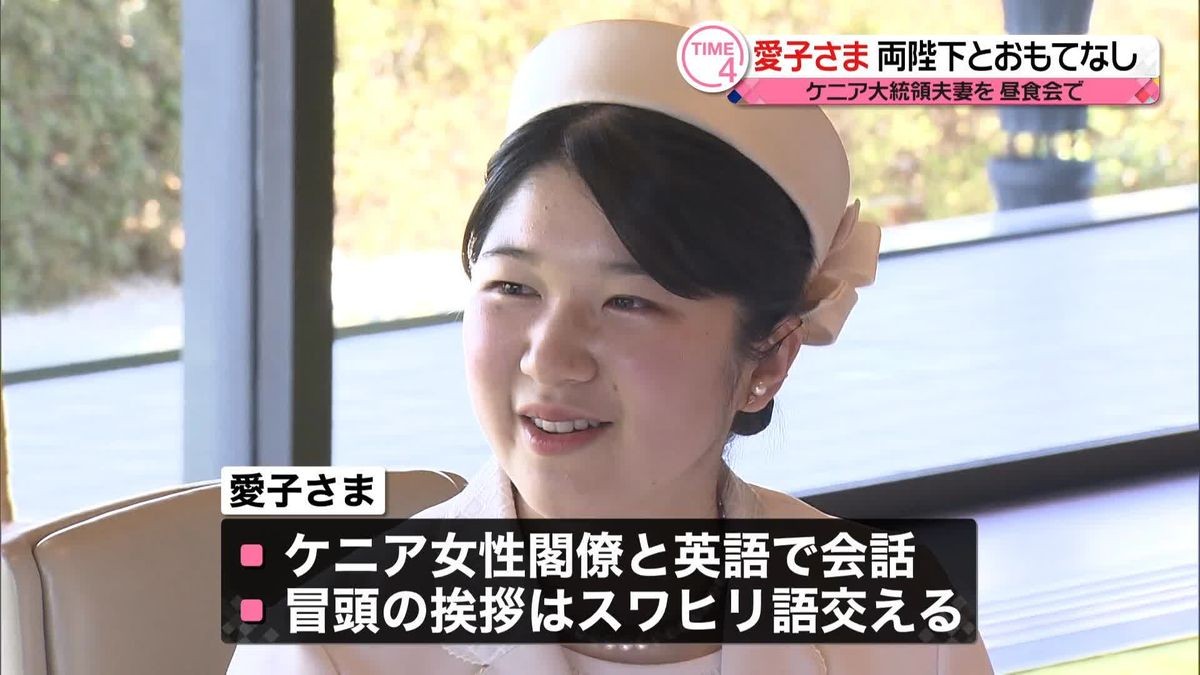 TIME
4
愛子さま 両陛下とおもてなし
ケニア大統領夫妻を 昼食会で
愛子さま
ケニア女性閣僚と英語で会話
冒頭の挨拶はスワヒリ語交える